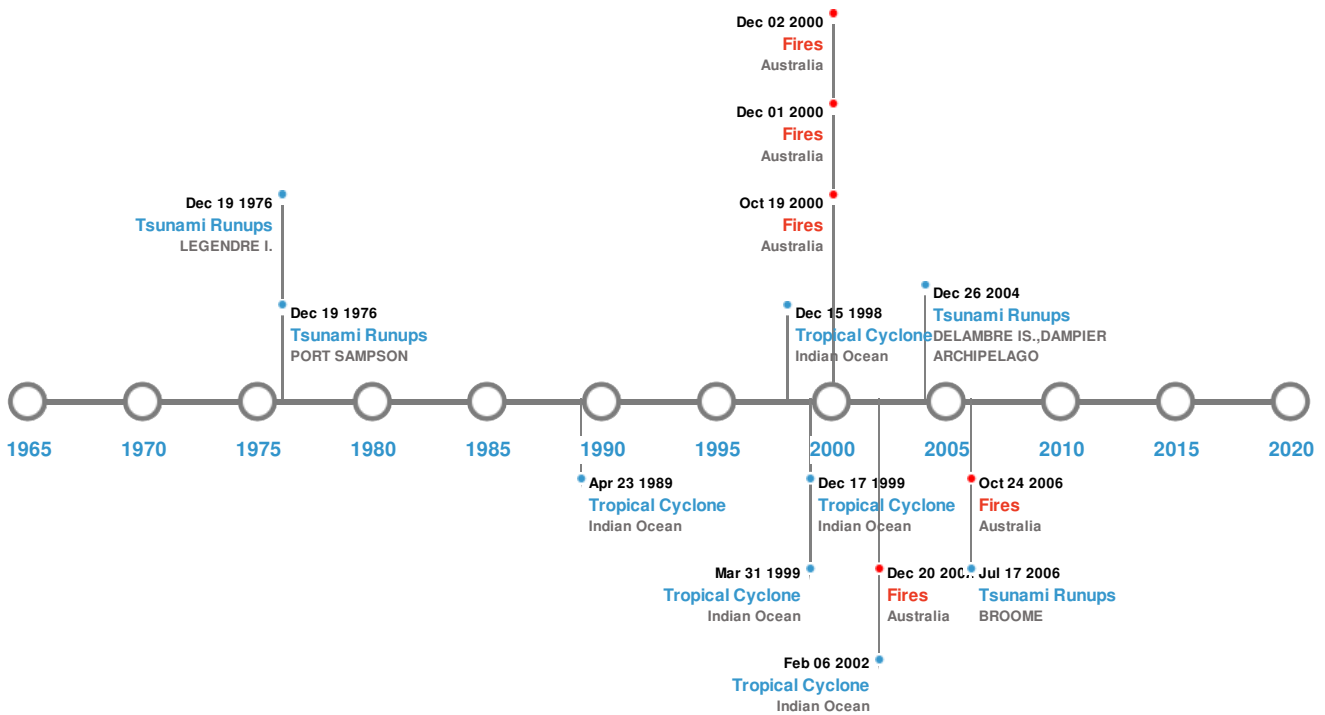 Dec 02 2000
Fires
Australia
Dec 01 2000
Fires
Australia
Dec 19 1976
Tsunami Runups
LEGENDRE I.
Oct 19 2000
Fires
Australia
Dec 19 1976
Tsunami Runups
PORT SAMPSON
Dec 15 1998
Tropical Cyclone
Indian Ocean
Dec 26 2004
Tsunami Runups
DELAMBRE IS.,DAMPIER
ARCHIPELAGO
1965 1970 1975 1980 1985 1990 1995 2000 2005 2010 2015 2020
Apr 23 1989
Tropical Cyclone
Indian Ocean
Dec 17 1999
Tropical Cyclone
Indian Ocean
Oct 24 2006
Fires
Australia
Mar 31 1999
Tropical Cyclone
Indian Ocean
Dec 20
Fires
Australia
Jul 17 2006
Tsunami Runups
BROOME
Feb 06 2002
Tropical Cyclone
Indian Ocean